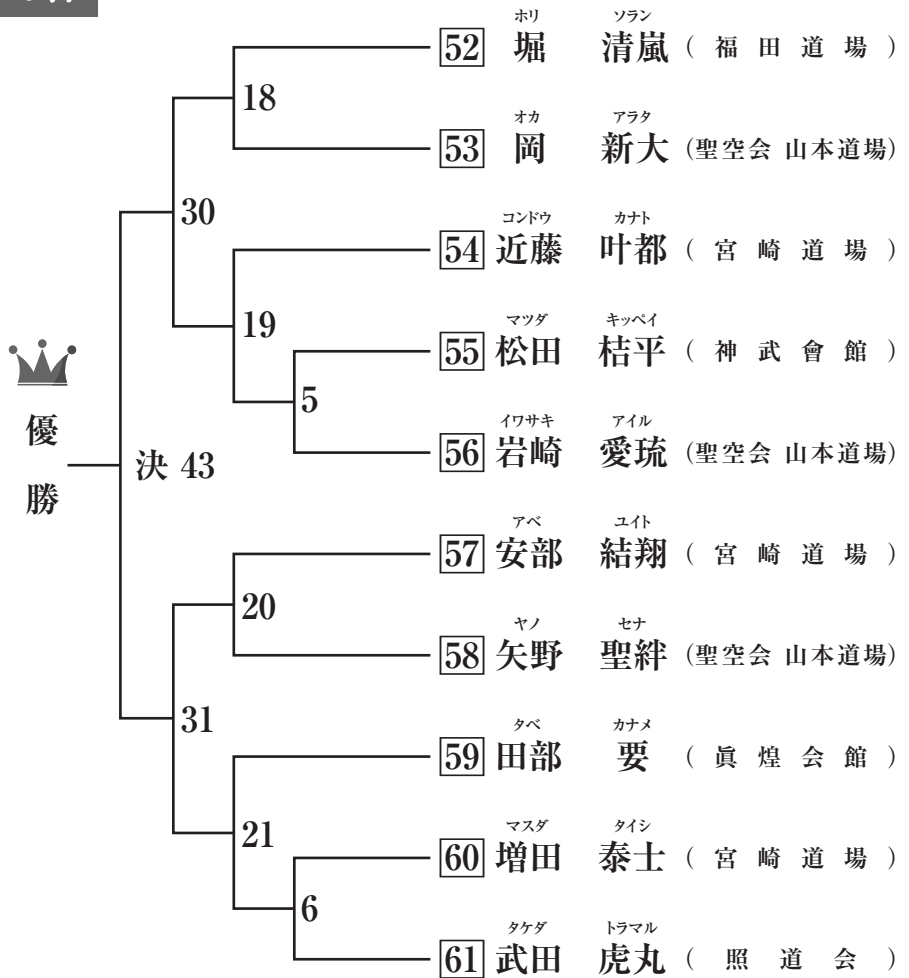 ホリ ソラン
52 堀 清嵐 （ 福 田 道 場 ）
18
オカ アラタ
53 岡 新大 （聖空会 山本道場）
30
コンドウ カナト
54 近藤 叶都 （ 宮 崎 道 場 ）
19
マツダ キッペイ
55 松田 桔平 （ 神 武 會 館 ）
5
イワサキ アイル
56 岩崎 愛琉 （聖空会 山本道場）
優勝
決 43
アベ ユイト
57 安部 結翔 （ 宮 崎 道 場 ）
20
ヤノ セナ
58 矢野 聖絆 （聖空会 山本道場）
31
タベ カナメ
59 田部 要 （ 眞 煌 会 館 ）
21
マスダ タイシ
60 増田 泰士 （ 宮 崎 道 場 ）
6
タケダ トラマル
61 武田 虎丸 （ 照 道 会 ）